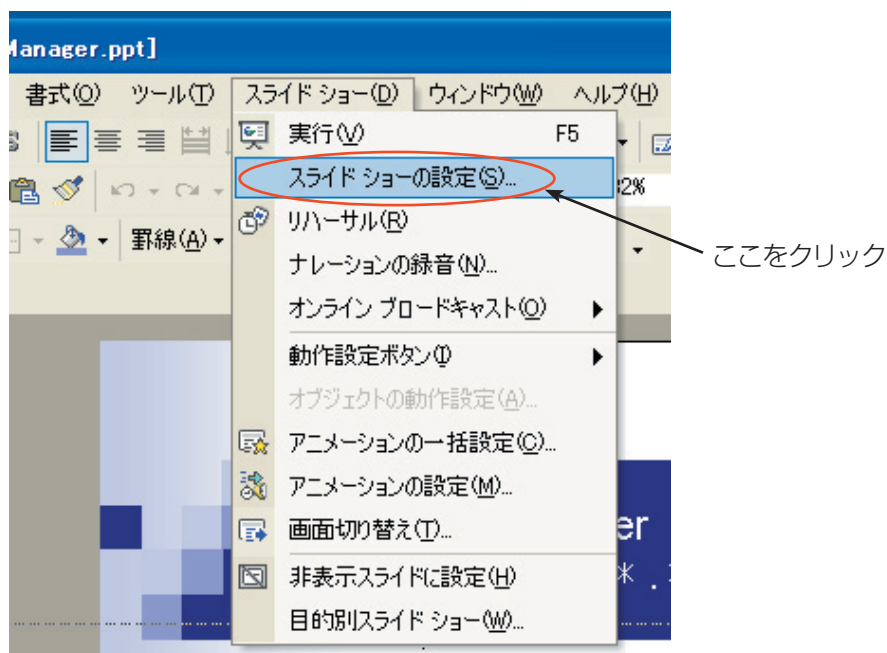 Manager.ppt]
書式(O) ツール(T) スライド ショー(D) ウィンドウ(W) ヘルプ(H)
実行(V) F5
スライド ショーの設定(S)...
2%
リハーサル(R)
罫線(A)
ここをクリック
ナレーションの録音(N)...
オンライン ブロードキャスト(O)
動作設定ボタン(I)
オブジェクトの動作設定(A)...
アニメーションの一括設定(C)...
アニメーションの設定(M)...
画面切り替え(T)...
er
非表示スライドに設定(H)
*.
目的別スライド ショー(W)...